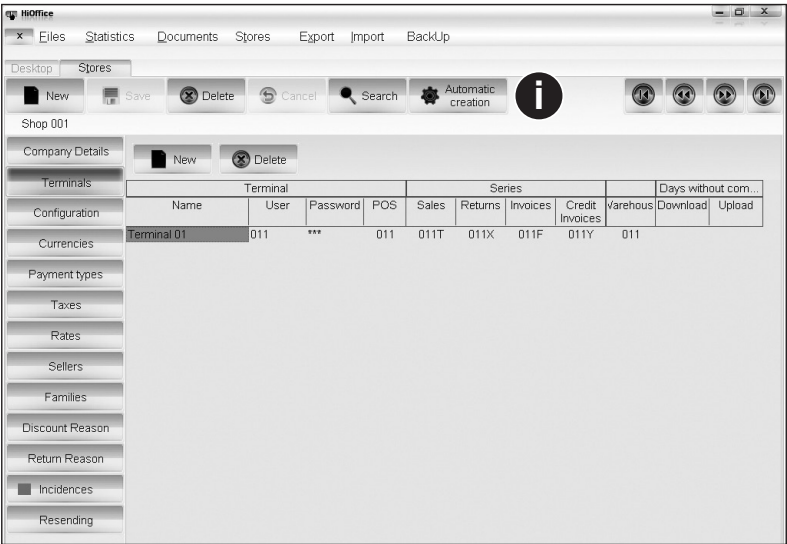 HiOffice
x Files Statistics Documents Stores Export Import BackUp
Desktop Stores
New Save Delete Cancel Search Automatic creation i
Shop 001
Company Details
Terminals
Configuration
Currencies
Payment types
Taxes
Rates
Sellers
Families
Discount Reason
Return Reason
Incidences
Resending
New Delete
Terminal Series Days without com...
Name User Password POS Sales Returns Invoices Credit Invoices Varehous Download Upload
Terminal 01 011 *** 011 011T 011X 011F 011Y 011